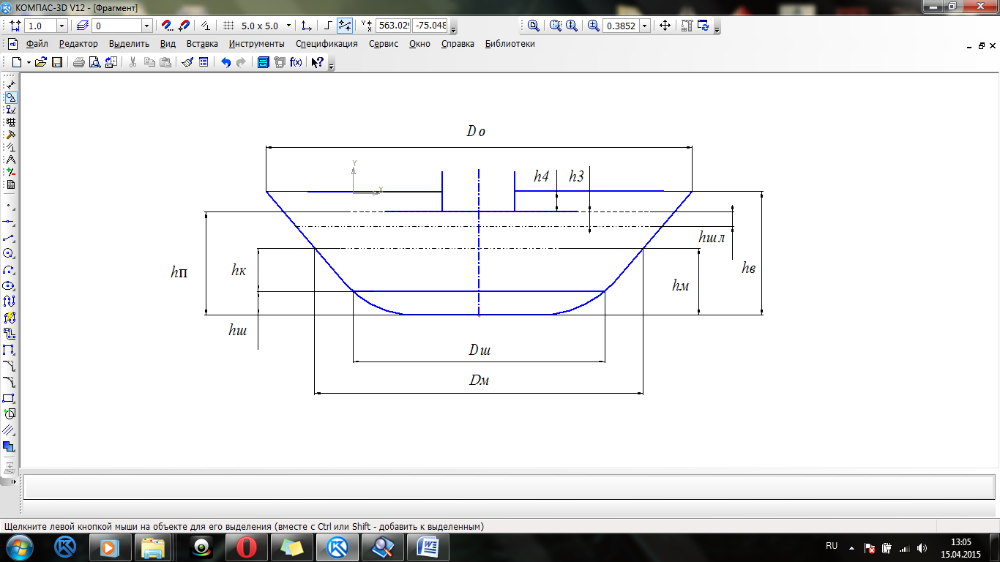 КОМПАС-3D V12 - [Фрагмент]
1.0 0 5.0 x 5.0 Y X 563.029 -75.048 0.3852
Файл Редактор Выделить Вид Вставка Инструменты Спецификация Сервис Окно Справка Библиотеки
f(x)
Dо
Y
h4 h3
X
hшл
hк
hп
hв
hм
hш
Dш
Dм
Щелкните левой кнопкой мыши на объекте для его выделения (вместе с Ctrl или Shift - добавить к выделенным)
RU
13:05
15.04.2015